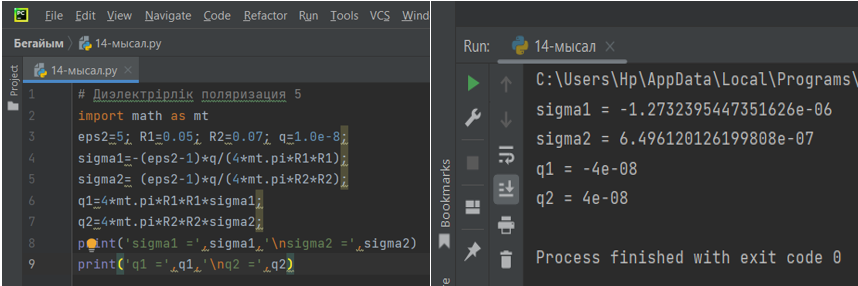 PC File Edit View Navigate Code Refactor Run Tools VCS Wind
Бегайым 14-мысал.py
14-мысал.py
Project
1 # Диэлектірлік поляризация 5
2 import math as mt
3 eps2=5; R1=0.05; R2=0.07; q=1.0e-8;
4 sigma1=-(eps2-1)*q/(4*mt.pi*R1*R1);
5 sigma2= (eps2-1)*q/(4*mt.pi*R2*R2);
6 q1=4*mt.pi*R1*R1*sigma1;
7 q2=4*mt.pi*R2*R2*sigma2;
8 print('sigma1 =',sigma1,'\nsigma2 =',sigma2)
9 print('q1 =',q1,'\nq2 =',q2)
Run: 14-мысал
C:\Users\Hp\AppData\Local\Programs\
sigma1 = -1.2732395447351626e-06
sigma2 = 6.496120126199808e-07
q1 = -4e-08
q2 = 4e-08
Process finished with exit code 0
Bookmarks